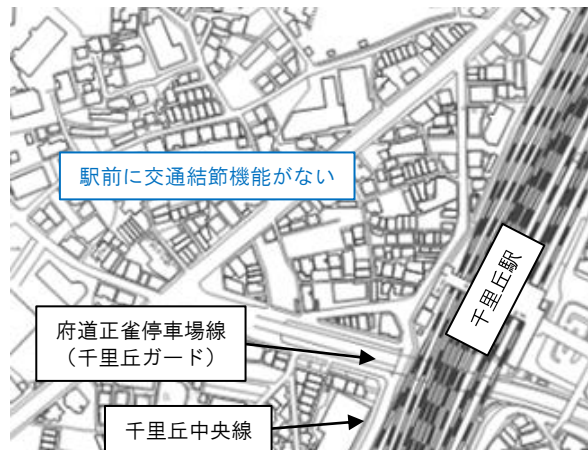 駅前に交通結節機能がない
千里丘駅
府道正雀停車場線
（千里丘ガード）
千里丘中央線